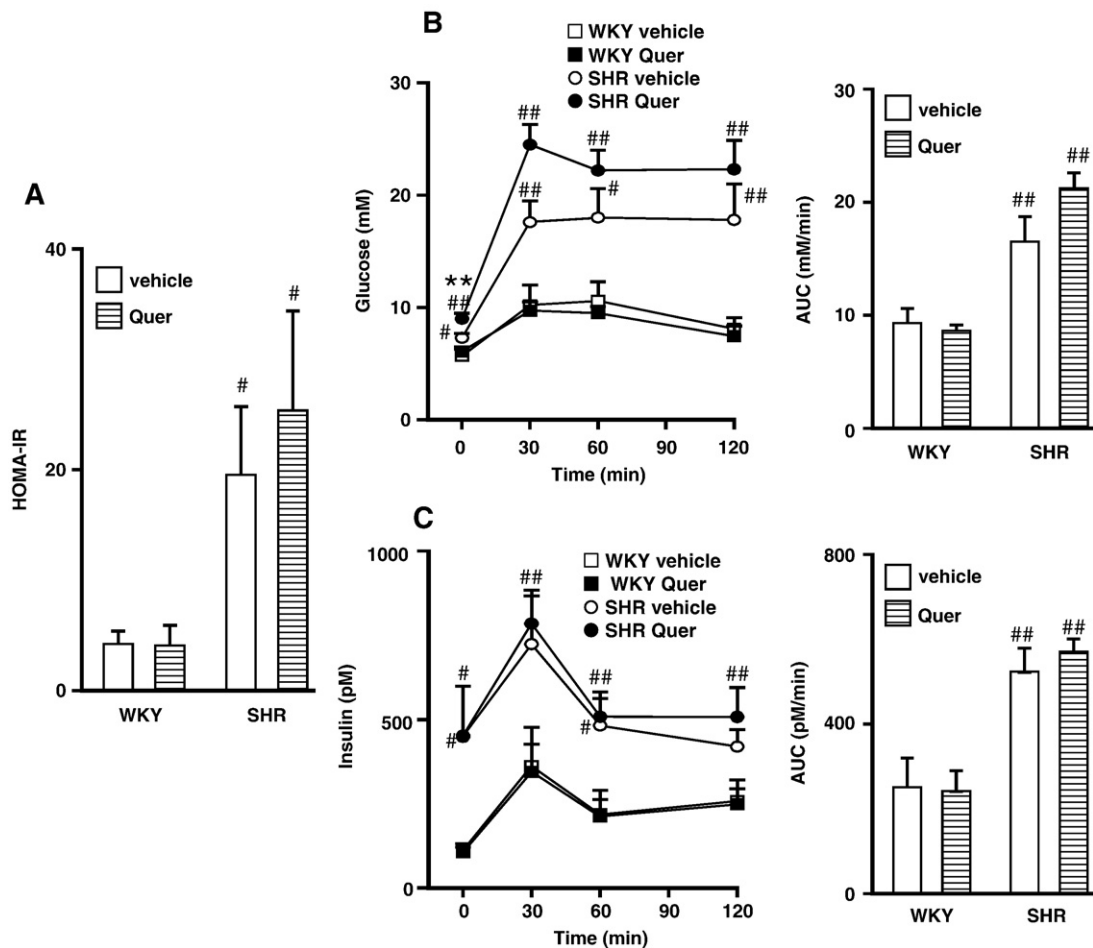 A
40
20
0
HOMA-IR
vehicle
Quer
#
#
WKY SHR
B
WKY vehicle
WKY Quer
SHR vehicle
SHR Quer
30
20
10
0
Glucose (mM)
**
##
#
##
##
##
#
##
##
0 30 60 90 120
Time (min)
30
20
10
0
AUC (mM/min)
vehicle
Quer
##
##
WKY SHR
C
WKY vehicle
WKY Quer
SHR vehicle
SHR Quer
1000
500
0
Insulin (pM)
#
#
##
##
#
##
0 30 60 90 120
Time (min)
800
400
0
AUC (pM/min)
vehicle
Quer
##
##
WKY SHR